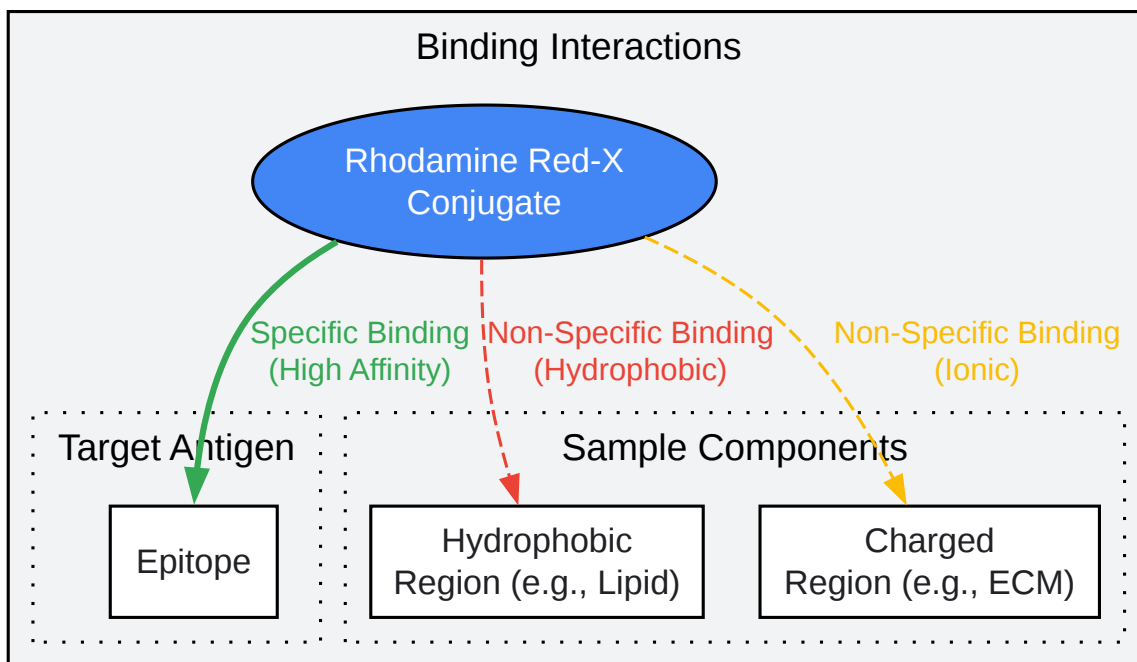 Binding Interactions
Rhodamine Red-X
Conjugate
Specific Binding
(High Affinity)
Non-Specific Binding
(Hydrophobic)
Non-Specific Binding
(Ionic)
Target Antigen
Sample Components
Epitope
Hydrophobic
Region (e.g., Lipid)
Charged
Region (e.g., ECM)